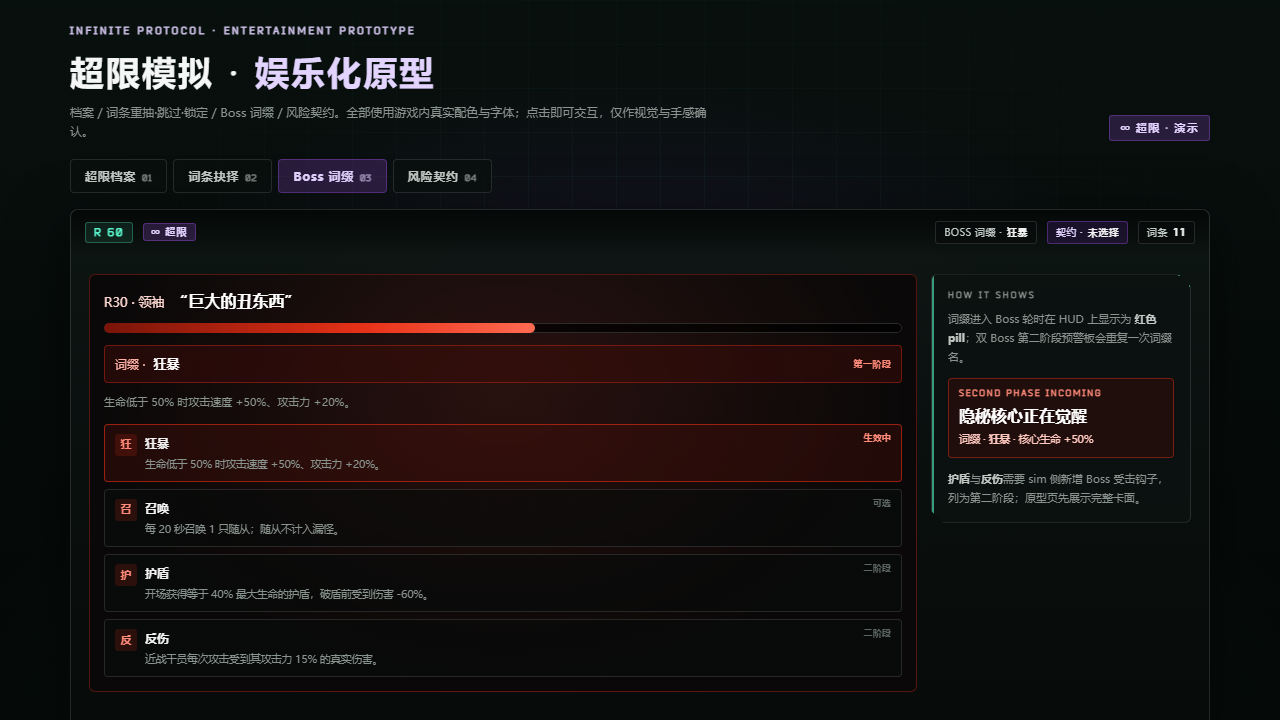 INFINITE PROTOCOL · ENTERTAINMENT PROTOTYPE
超限模拟 · 娱乐化原型
档案 / 词条重抽·跳过·锁定 / Boss 词缀 / 风险契约。全部使用游戏内真实配色与字体；点击即可交互，仅作视觉与手感确
认。
∞ 超限 · 演示
超限档案 01
词条抉择 02
Boss 词缀 03
风险契约 04
R 60
∞ 超限
BOSS 词缀 · 狂暴
契约 · 未选择
词条 11
R30 · 领袖 “巨大的丑东西”
词缀 · 狂暴
第一阶段
生命低于 50% 时攻击速度 +50%、攻击力 +20%。
狂
狂暴
生效中
生命低于 50% 时攻击速度 +50%、攻击力 +20%。
召
召唤
可选
每 20 秒召唤 1 只随从；随从不计入漏怪。
护
护盾
二阶段
开场获得等于 40% 最大生命的护盾，破盾前受到伤害 -60%。
反
反伤
二阶段
近战干员每次攻击受到其攻击力 15% 的真实伤害。
HOW IT SHOWS
词缀进入 Boss 轮时在 HUD 上显示为 红色
pill；双 Boss 第二阶段预警板会重复一次词缀
名。
SECOND PHASE INCOMING
隐秘核心正在觉醒
词缀 · 狂暴 · 核心生命 +50%
护盾与反伤需要 sim 侧新增 Boss 受击钩子，
列为第二阶段；原型页先展示完整卡面。